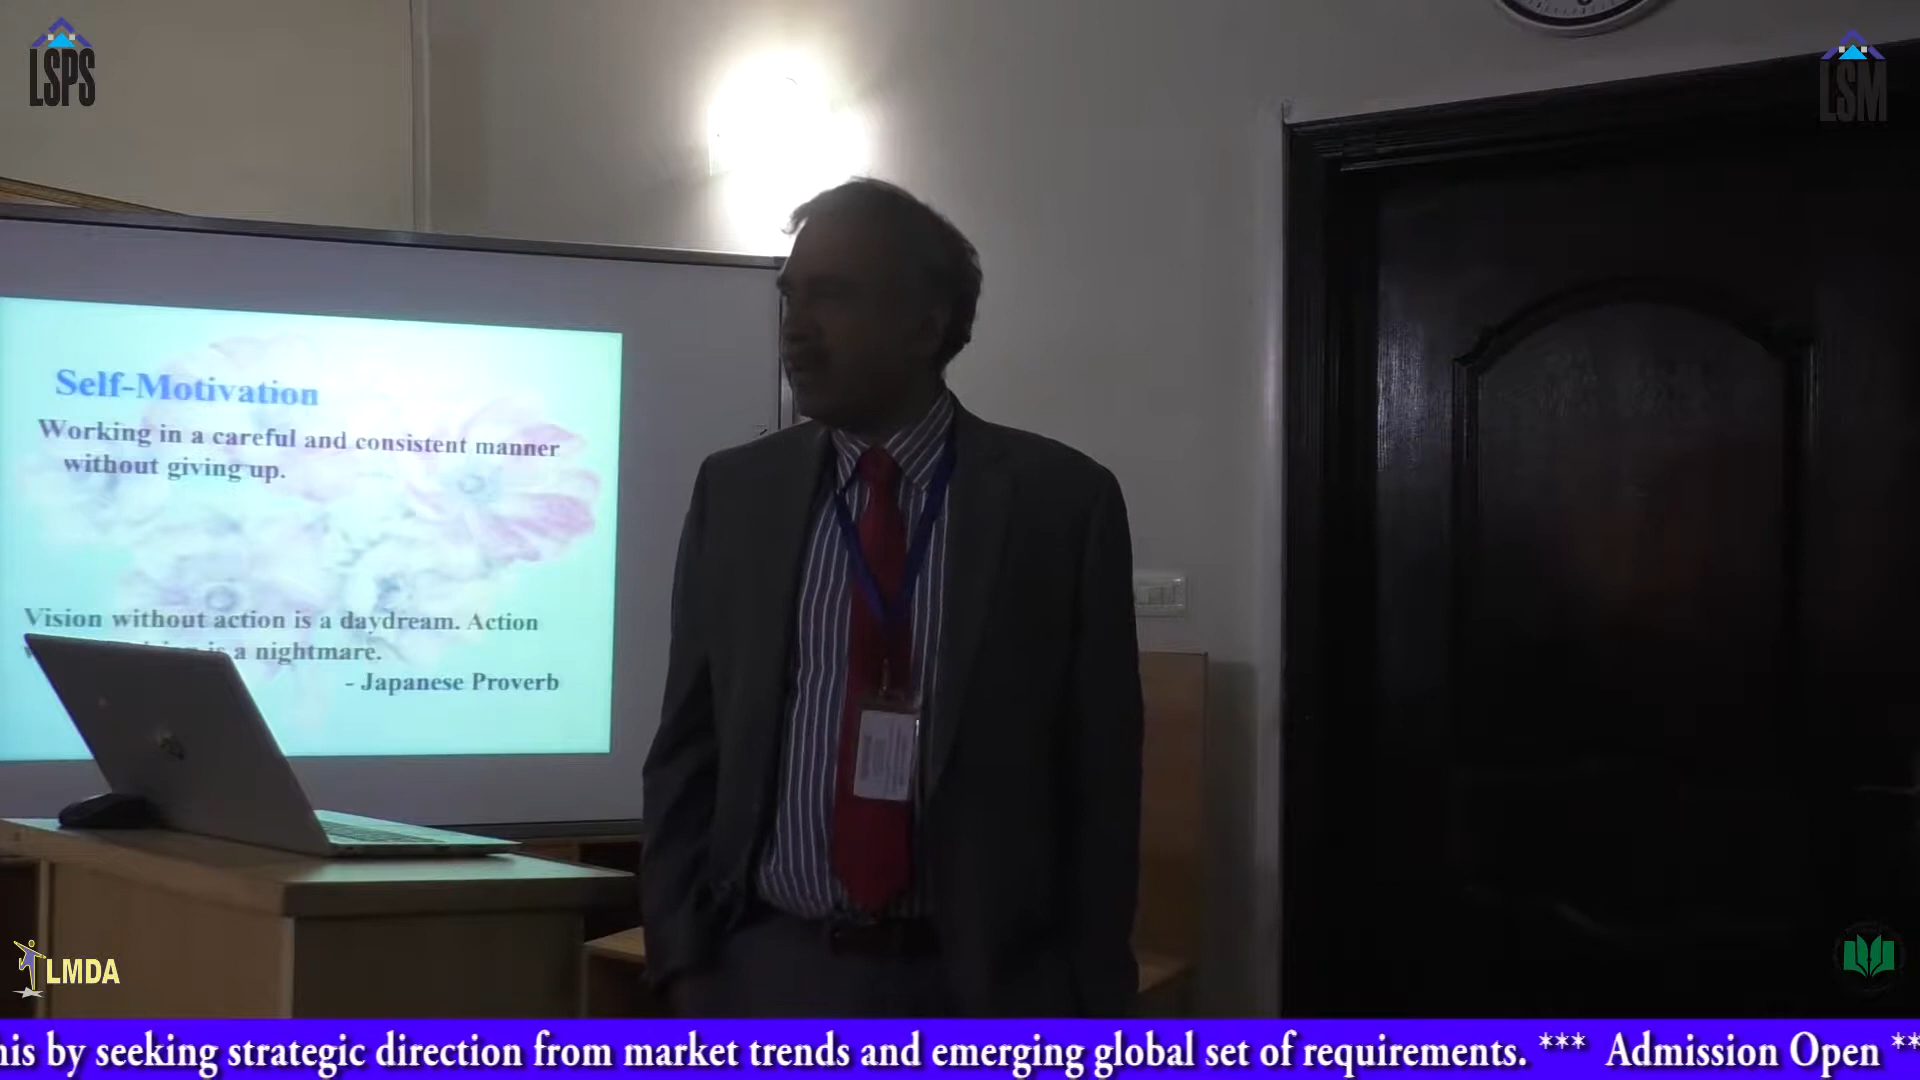 LSPS
LSM
Self-Motivation
Working in a careful and consistent manner
without giving up.
Vision without action is a daydream. Action
is a nightmare.
- Japanese Proverb
LMDA
his by seeking strategic direction from market trends and emerging global set of requirements. *** Admission Open **